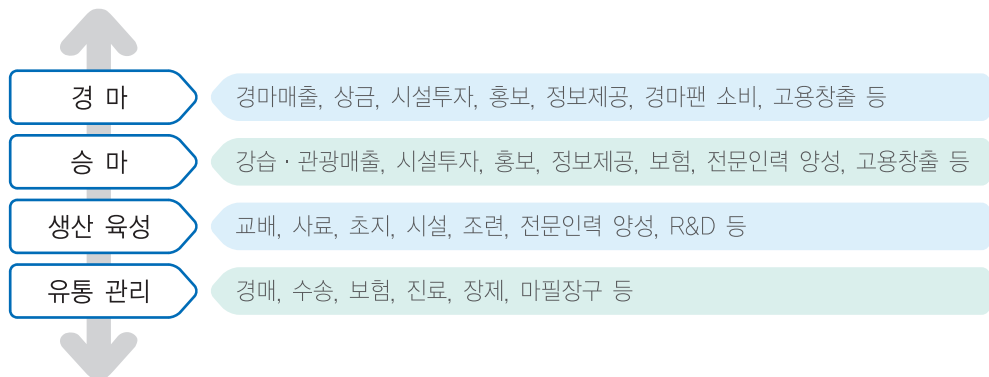 경 마
경마매출, 상금, 시설투자, 홍보, 정보제공, 경마팬 소비, 고용창출 등
승 마
강습 · 관광매출, 시설투자, 홍보, 정보제공, 보험, 전문인력 양성, 고용창출 등
생산 육성
교배, 사료, 초지, 시설, 조련, 전문인력 양성, R&D 등
유통 관리
경매, 수송, 보험, 진료, 장제, 마필장구 등